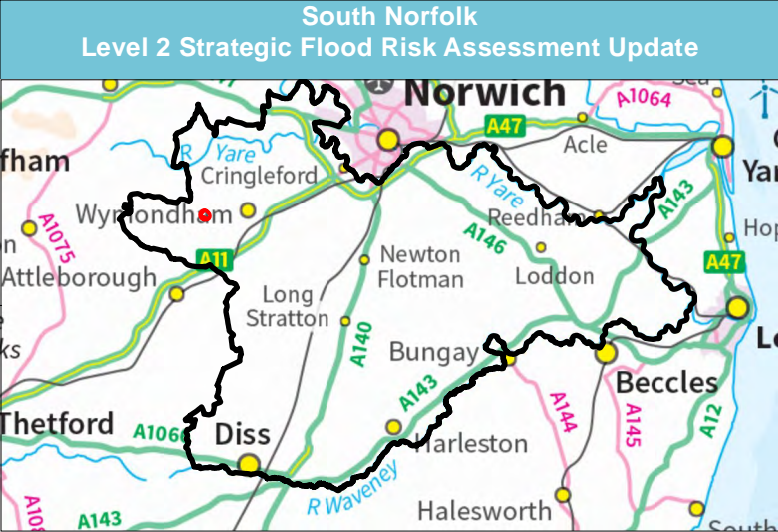 South Norfolk
Level 2 Strategic Flood Risk Assessment Update
Norwich
A1064
A47
Acle
R Yare
Cringleford
R Yare
A143
Wymondham
Reedham
A1075
A146
A11
Newton
Flotman
Loddon
A47
Attleborough
Long
Stratton
A140
Bungay
A143
Beccles
Thetford
Diss
A144
A145
A12
Harleston
R Waveney
Halesworth
A143